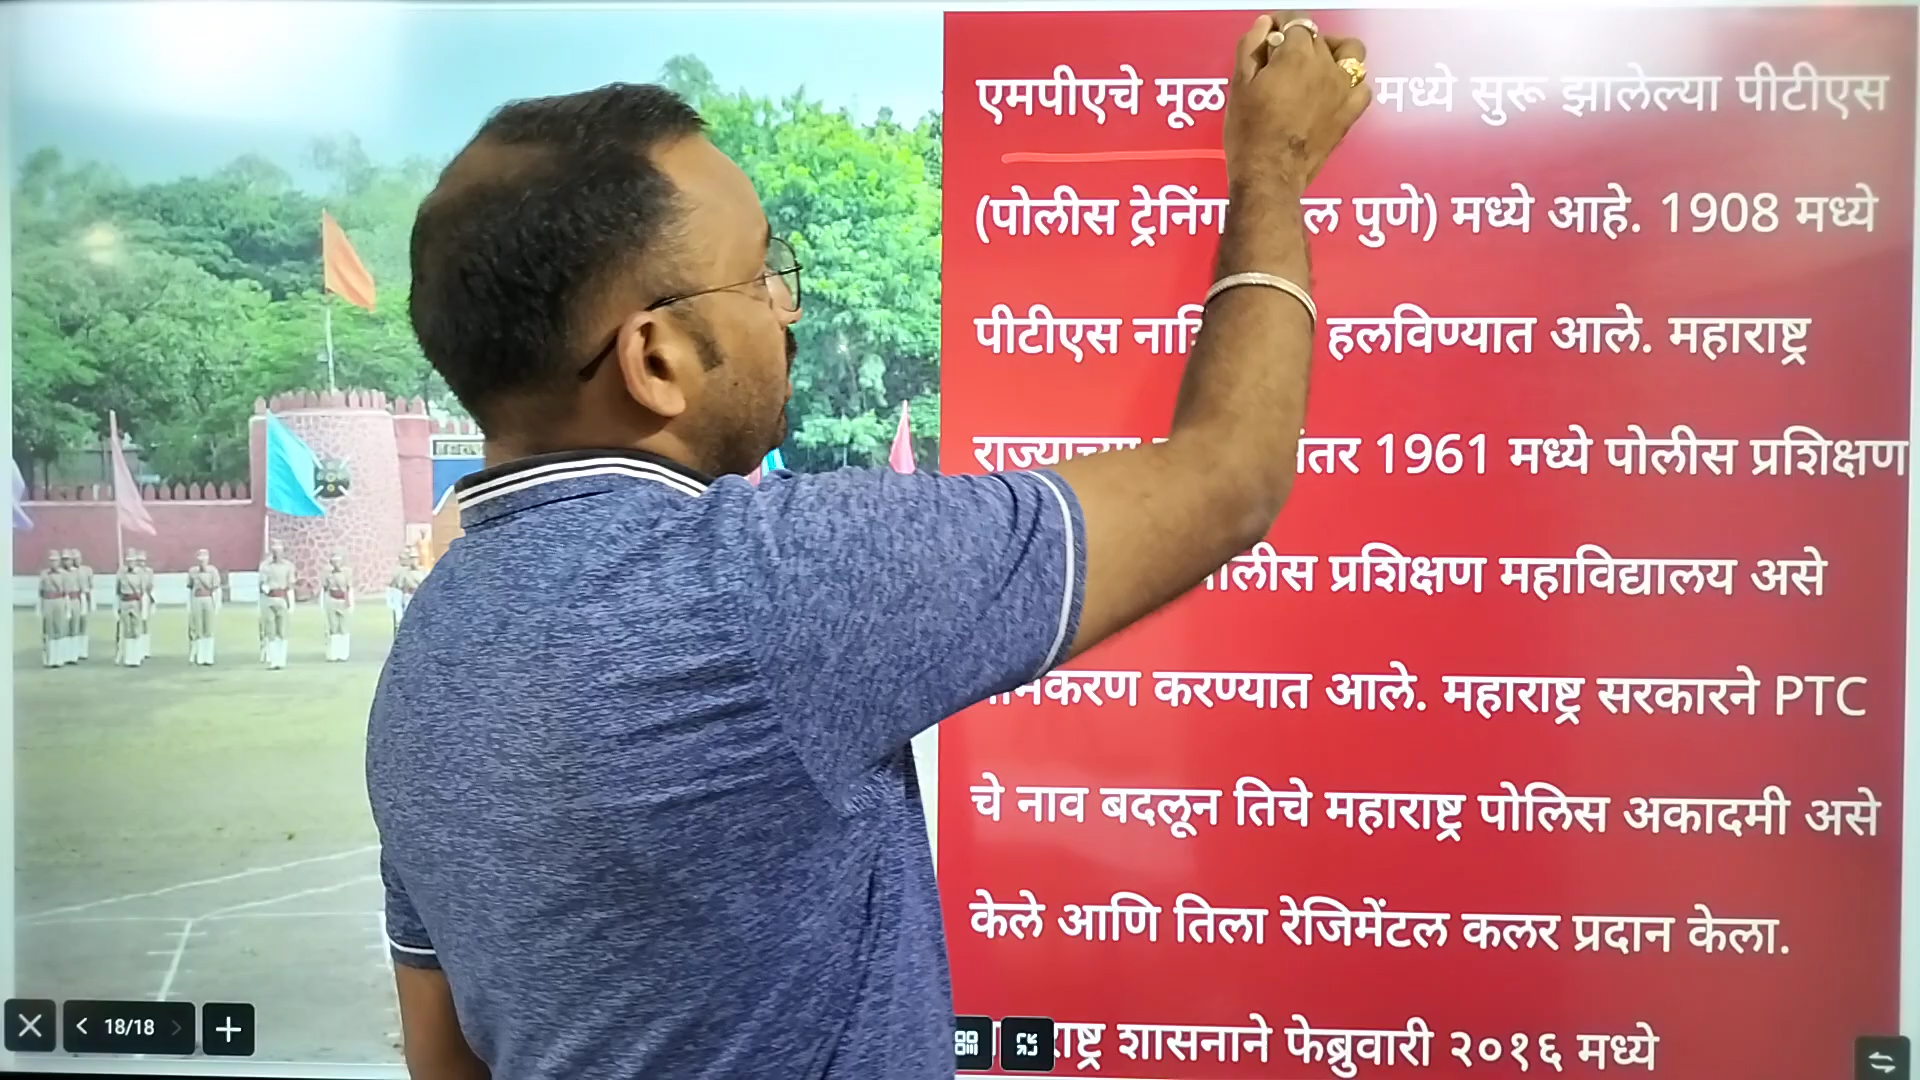 एमपीएचे मूळ मध्ये सुरू झालेल्या पीटीएस
(पोलीस ट्रेनिंग पुणे) मध्ये आहे. 1908 मध्ये
पीटीएस हलविण्यात आले. महाराष्ट्र
1961 मध्ये पोलीस प्रशिक्षण
प्रशिक्षण महाविद्यालय असे
करण्यात आले. महाराष्ट्र सरकारने PTC
चे नाव बदलून तिचे महाराष्ट्र पोलिस अकादमी असे
केले आणि तिला रेजिमेंटल कलर प्रदान केला.
शासनाने फेब्रुवारी २०१६ मध्ये
18/18